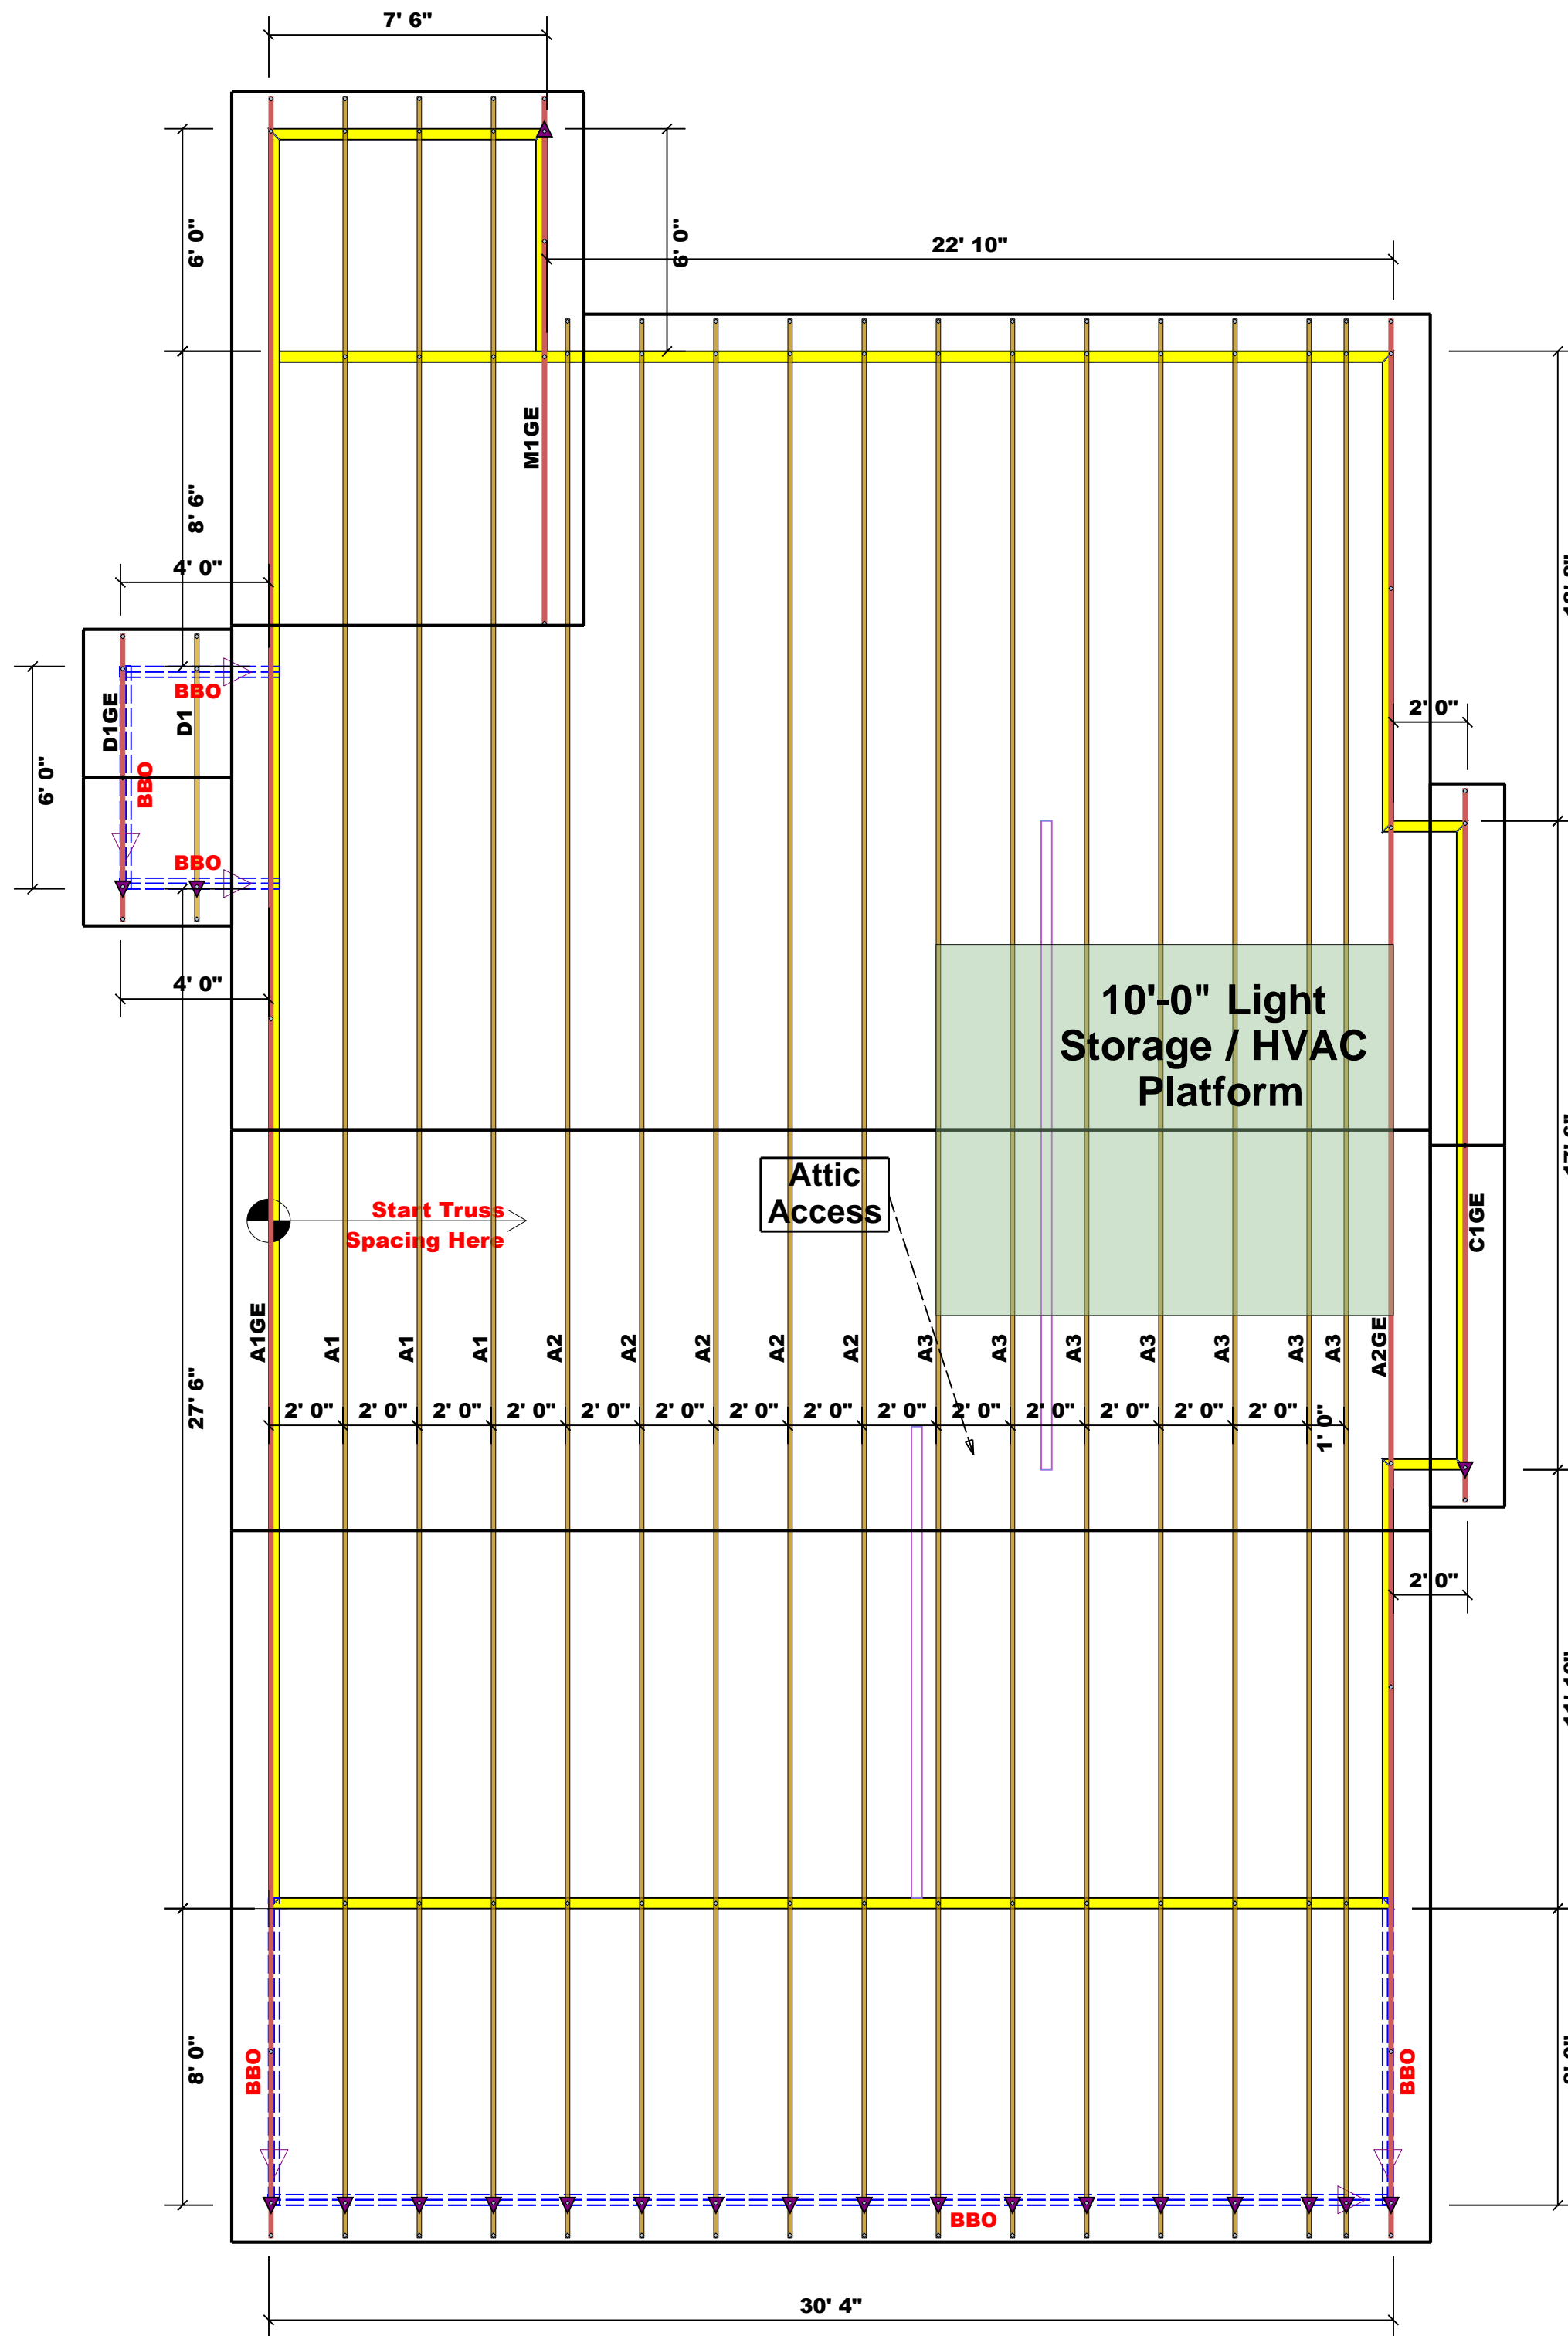 7' 6"
6' 0"
6' 0"
22' 10"
M1GE
8' 6"
4' 0"
BBO
D1GE
D1
2' 0"
6' 0"
BBO
BBO
4' 0"
10'-0" Light
Storage / HVAC
Platform
Attic
Access
Start Truss
Spacing Here
C1GE
A1GE
A1
A1
A1
A2
A2
A2
A2
A2
A3
A3
A3
A3
A3
A3
A3
A2GE
27' 6"
2' 0"
2' 0"
2' 0"
2' 0"
2' 0"
2' 0"
2' 0"
2' 0"
2' 0"
2' 0"
2' 0"
2' 0"
2' 0"
2' 0"
1' 0"
2' 0"
8' 0"
BBO
BBO
BBO
30' 4"